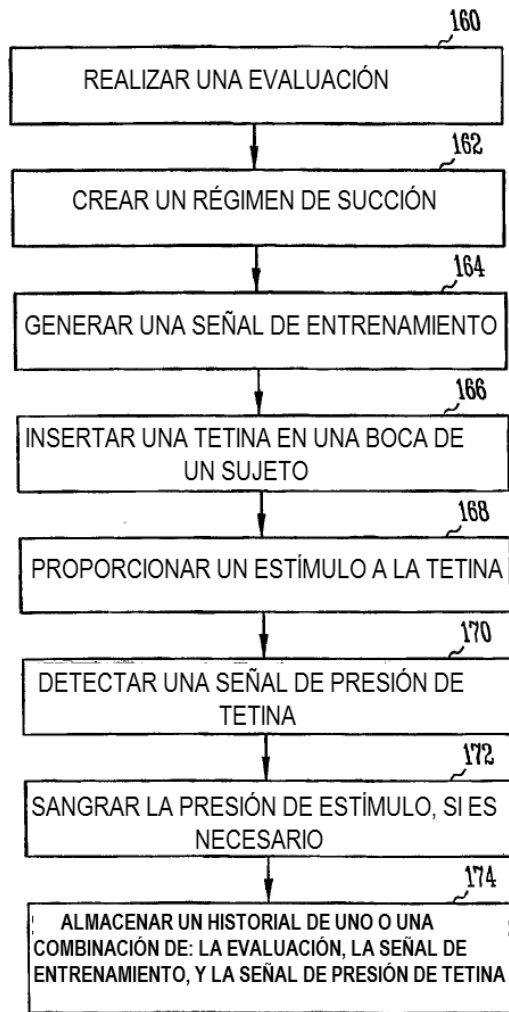 160
REALIZAR UNA EVALUACIÓN
162
CREAR UN RÉGIMEN DE SUCCIÓN
164
GENERAR UNA SEÑAL DE ENTRENAMIENTO
166
INSERTAR UNA TETINA EN UNA BOCA DE
UN SUJETO
168
PROPORCIONAR UN ESTÍMULO A LA TETINA
170
DETECTAR UNA SEÑAL DE PRESIÓN DE
TETINA
172
SANGRAR LA PRESIÓN DE ESTÍMULO, SI ES
NECESARIO
174
ALMACENAR UN HISTORIAL DE UNO O UNA
COMBINACIÓN DE: LA EVALUACIÓN, LA SEÑAL DE
ENTRENAMIENTO, Y LA SEÑAL DE PRESIÓN DE TETINA